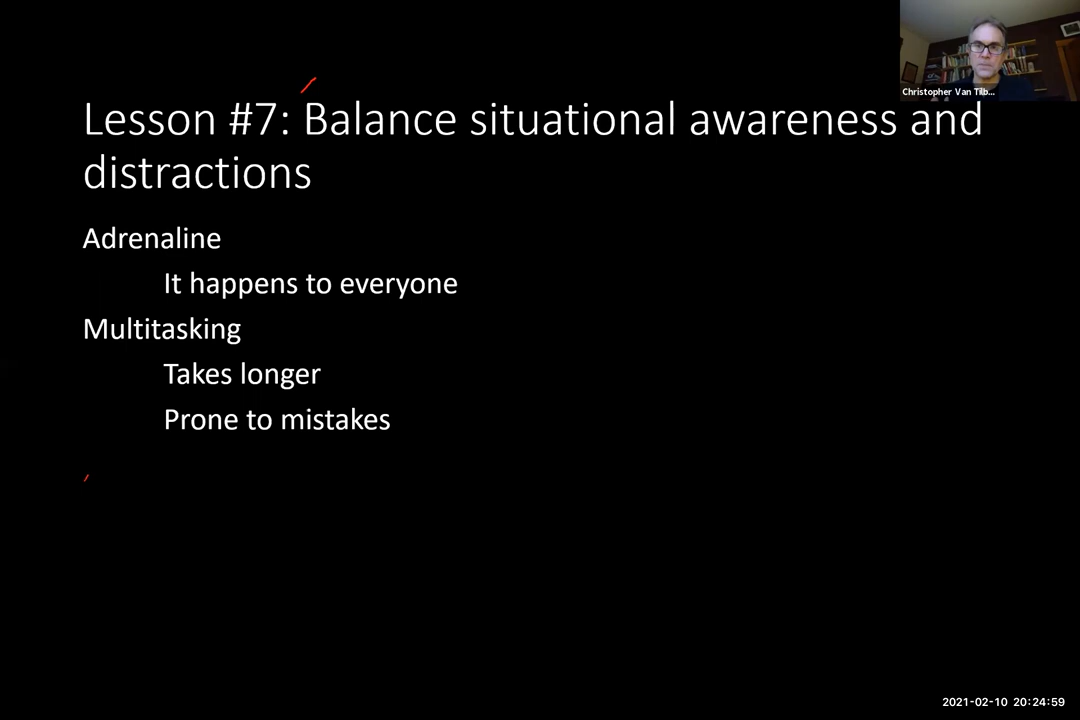 Christopher Van Tilb...
Lesson #7: Balance situational awareness and
distractions
Adrenaline
It happens to everyone
Multitasking
Takes longer
Prone to mistakes
2021-02-10 20:24:59